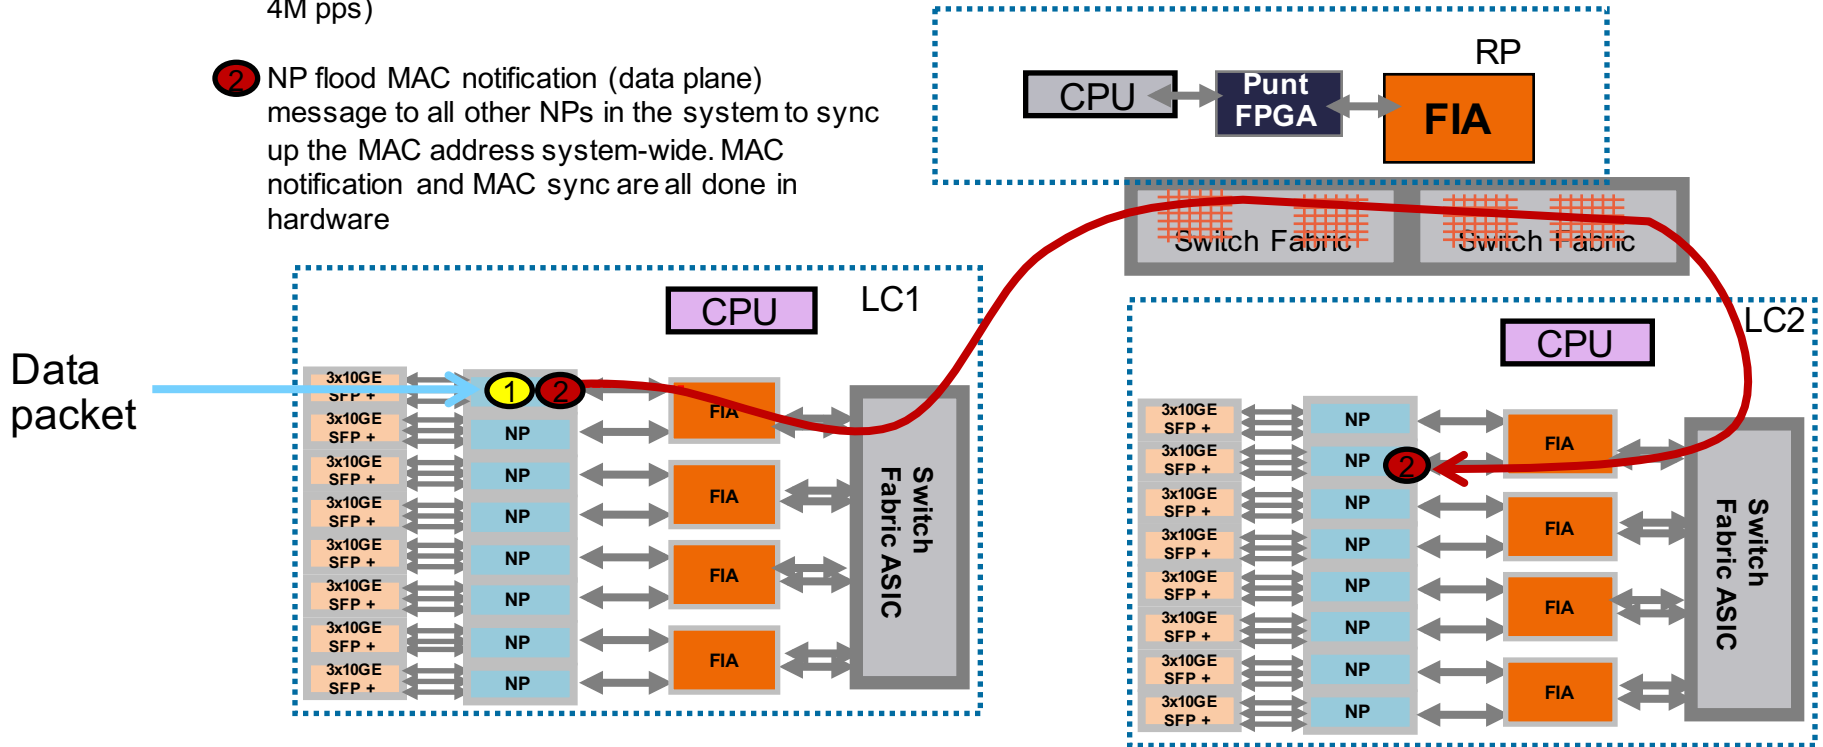 4M pps)
2 NP flood MAC notification (data plane)
message to all other NPs in the system to sync
up the MAC address system-wide. MAC
notification and MAC sync are all done in
hardware
RP
CPU
Punt
FPGA
FIA
Switch Fabric
Switch Fabric
LC1
CPU
Data
packet
3x10GE
SFP +
3x10GE
SFP +
3x10GE
SFP +
3x10GE
SFP +
3x10GE
SFP +
3x10GE
SFP +
3x10GE
SFP +
3x10GE
SFP +
1
2
NP
NP
NP
NP
NP
NP
NP
FIA
FIA
FIA
FIA
Switch
Fabric ASIC
LC2
CPU
3x10GE
SFP +
3x10GE
SFP +
3x10GE
SFP +
3x10GE
SFP +
3x10GE
SFP +
3x10GE
SFP +
3x10GE
SFP +
3x10GE
SFP +
NP
NP
2
NP
NP
NP
NP
NP
NP
FIA
FIA
FIA
FIA
Switch
Fabric ASIC